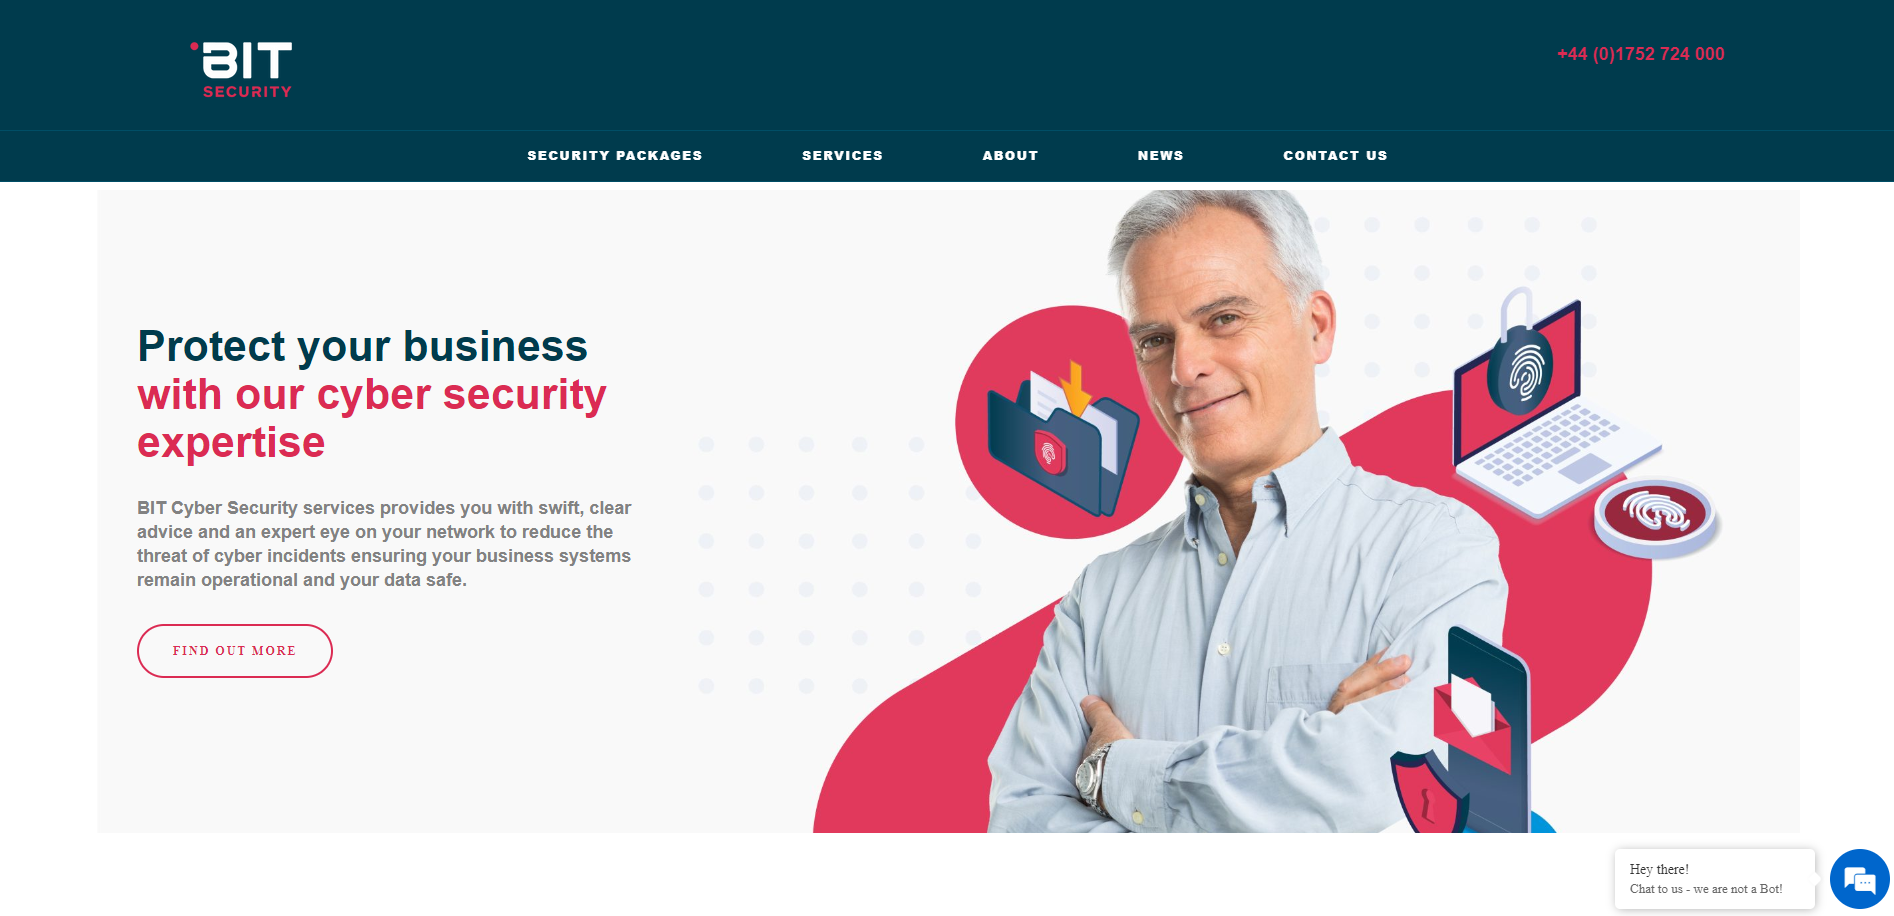 BIT
SECURITY
+44 (0)1752 724 000
SECURITY PACKAGES
SERVICES
ABOUT
NEWS
CONTACT US
Protect your business
with our cyber security
expertise
BIT Cyber Security services provides you with swift, clear
advice and an expert eye on your network to reduce the
threat of cyber incidents ensuring your business systems
remain operational and your data safe.
FIND OUT MORE
Hey there!
Chat to us - we are not a Bot!